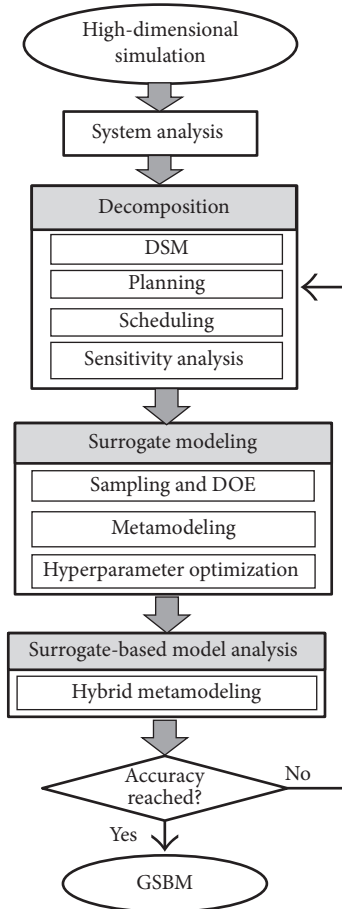 High-dimensional
simulation
System analysis
Decomposition
DSM
Planning
Scheduling
Sensitivity analysis
Surrogate modeling
Sampling and DOE
Metamodeling
Hyperparameter optimization
Surrogate-based model analysis
Hybrid metamodeling
Accuracy
reached?
No
Yes
GSBM